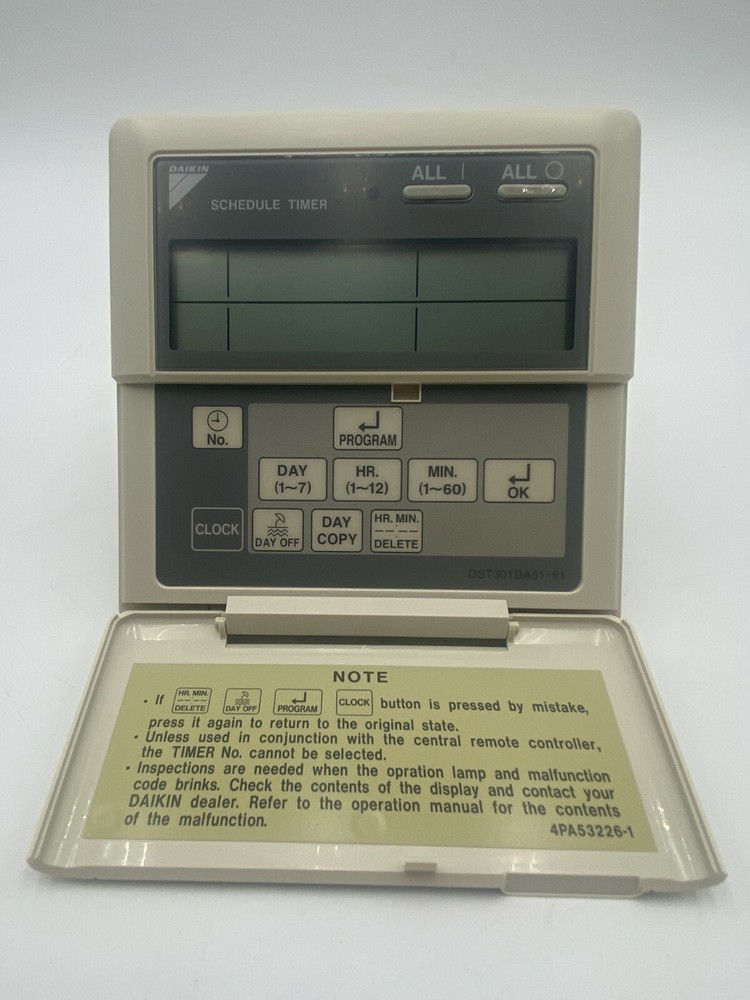 DAIKIN
ALL | ALL ○
SCHEDULE TIMER
No.
PROGRAM
DAY (1~7)
HR. (1~12)
MIN. (1~60)
OK
CLOCK
DAY OFF
DAY COPY
HR. MIN. DELETE
DST301BA51·61
NOTE
· If HR. MIN. DELETE DAY OFF PROGRAM CLOCK button is pressed by mistake,
press it again to return to the original state.
· Unless used in conjunction with the central remote controller,
the TIMER No. cannot be selected.
· Inspections are needed when the opration lamp and malfunction
code brinks. Check the contents of the display and contact your
DAIKIN dealer. Refer to the operation manual for the contents
of the malfunction.
4PA53226-1